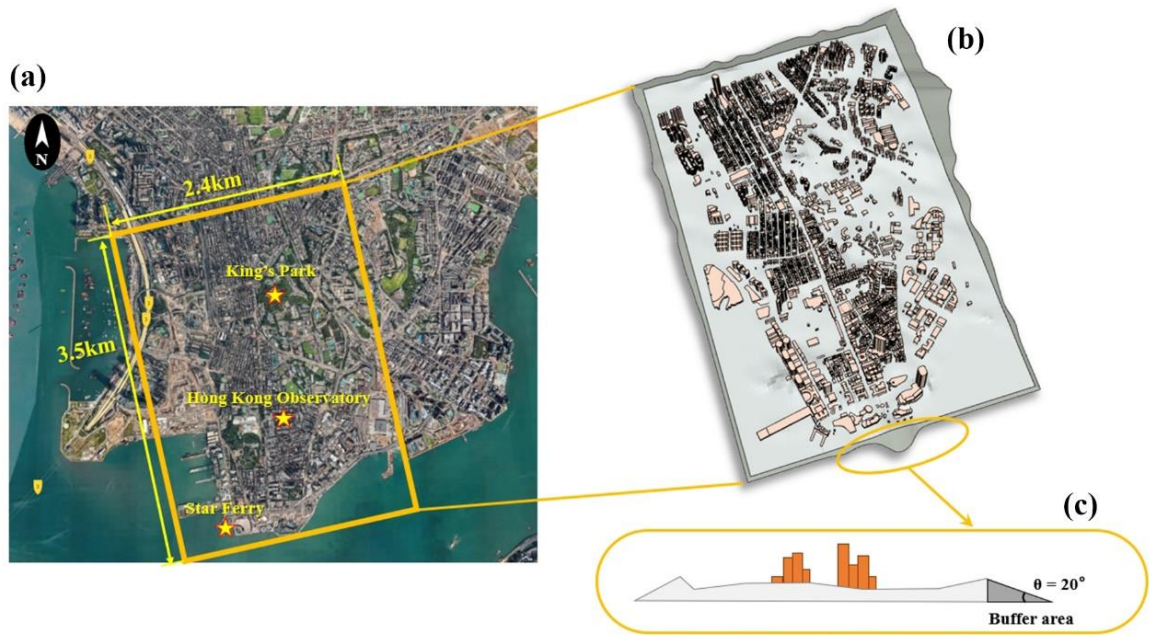 (a)
(b)
N
2.4km
King's Park
3.5km
Hong Kong Observatory
Star Ferry
(c)
θ = 20°
Buffer area